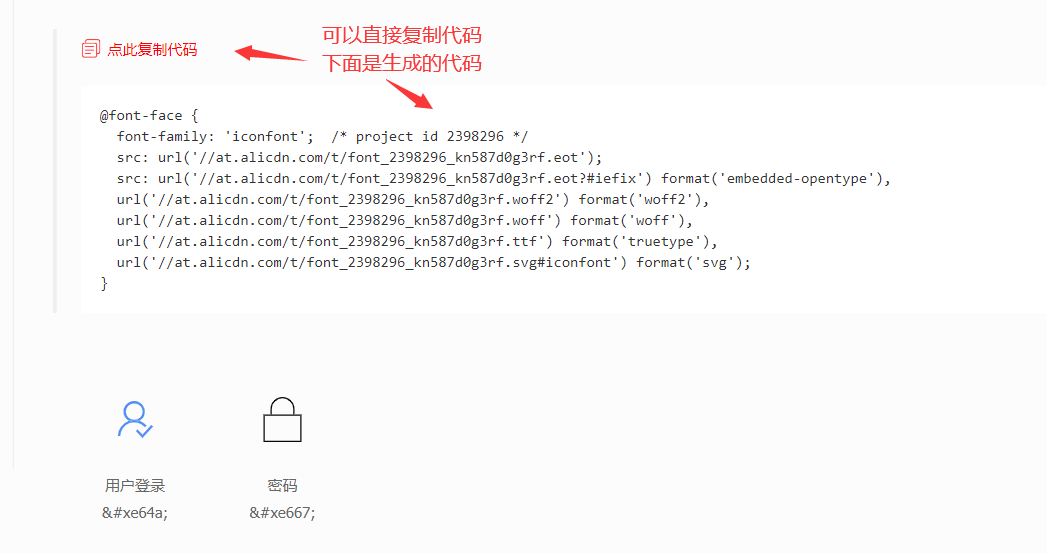 可以直接复制代码
点此复制代码
下面是生成的代码
@font-face {
  font-family: 'iconfont';  /* project id 2398296 */
  src: url('//at.alicdn.com/t/font_2398296_kn587d0g3rf.eot');
  src: url('//at.alicdn.com/t/font_2398296_kn587d0g3rf.eot?#iefix') format('embedded-opentype'),
  url('//at.alicdn.com/t/font_2398296_kn587d0g3rf.woff2') format('woff2'),
  url('//at.alicdn.com/t/font_2398296_kn587d0g3rf.woff') format('woff'),
  url('//at.alicdn.com/t/font_2398296_kn587d0g3rf.ttf') format('truetype'),
  url('//at.alicdn.com/t/font_2398296_kn587d0g3rf.svg#iconfont') format('svg');
}
用户登录
密码
&#xe64a;
&#xe667;